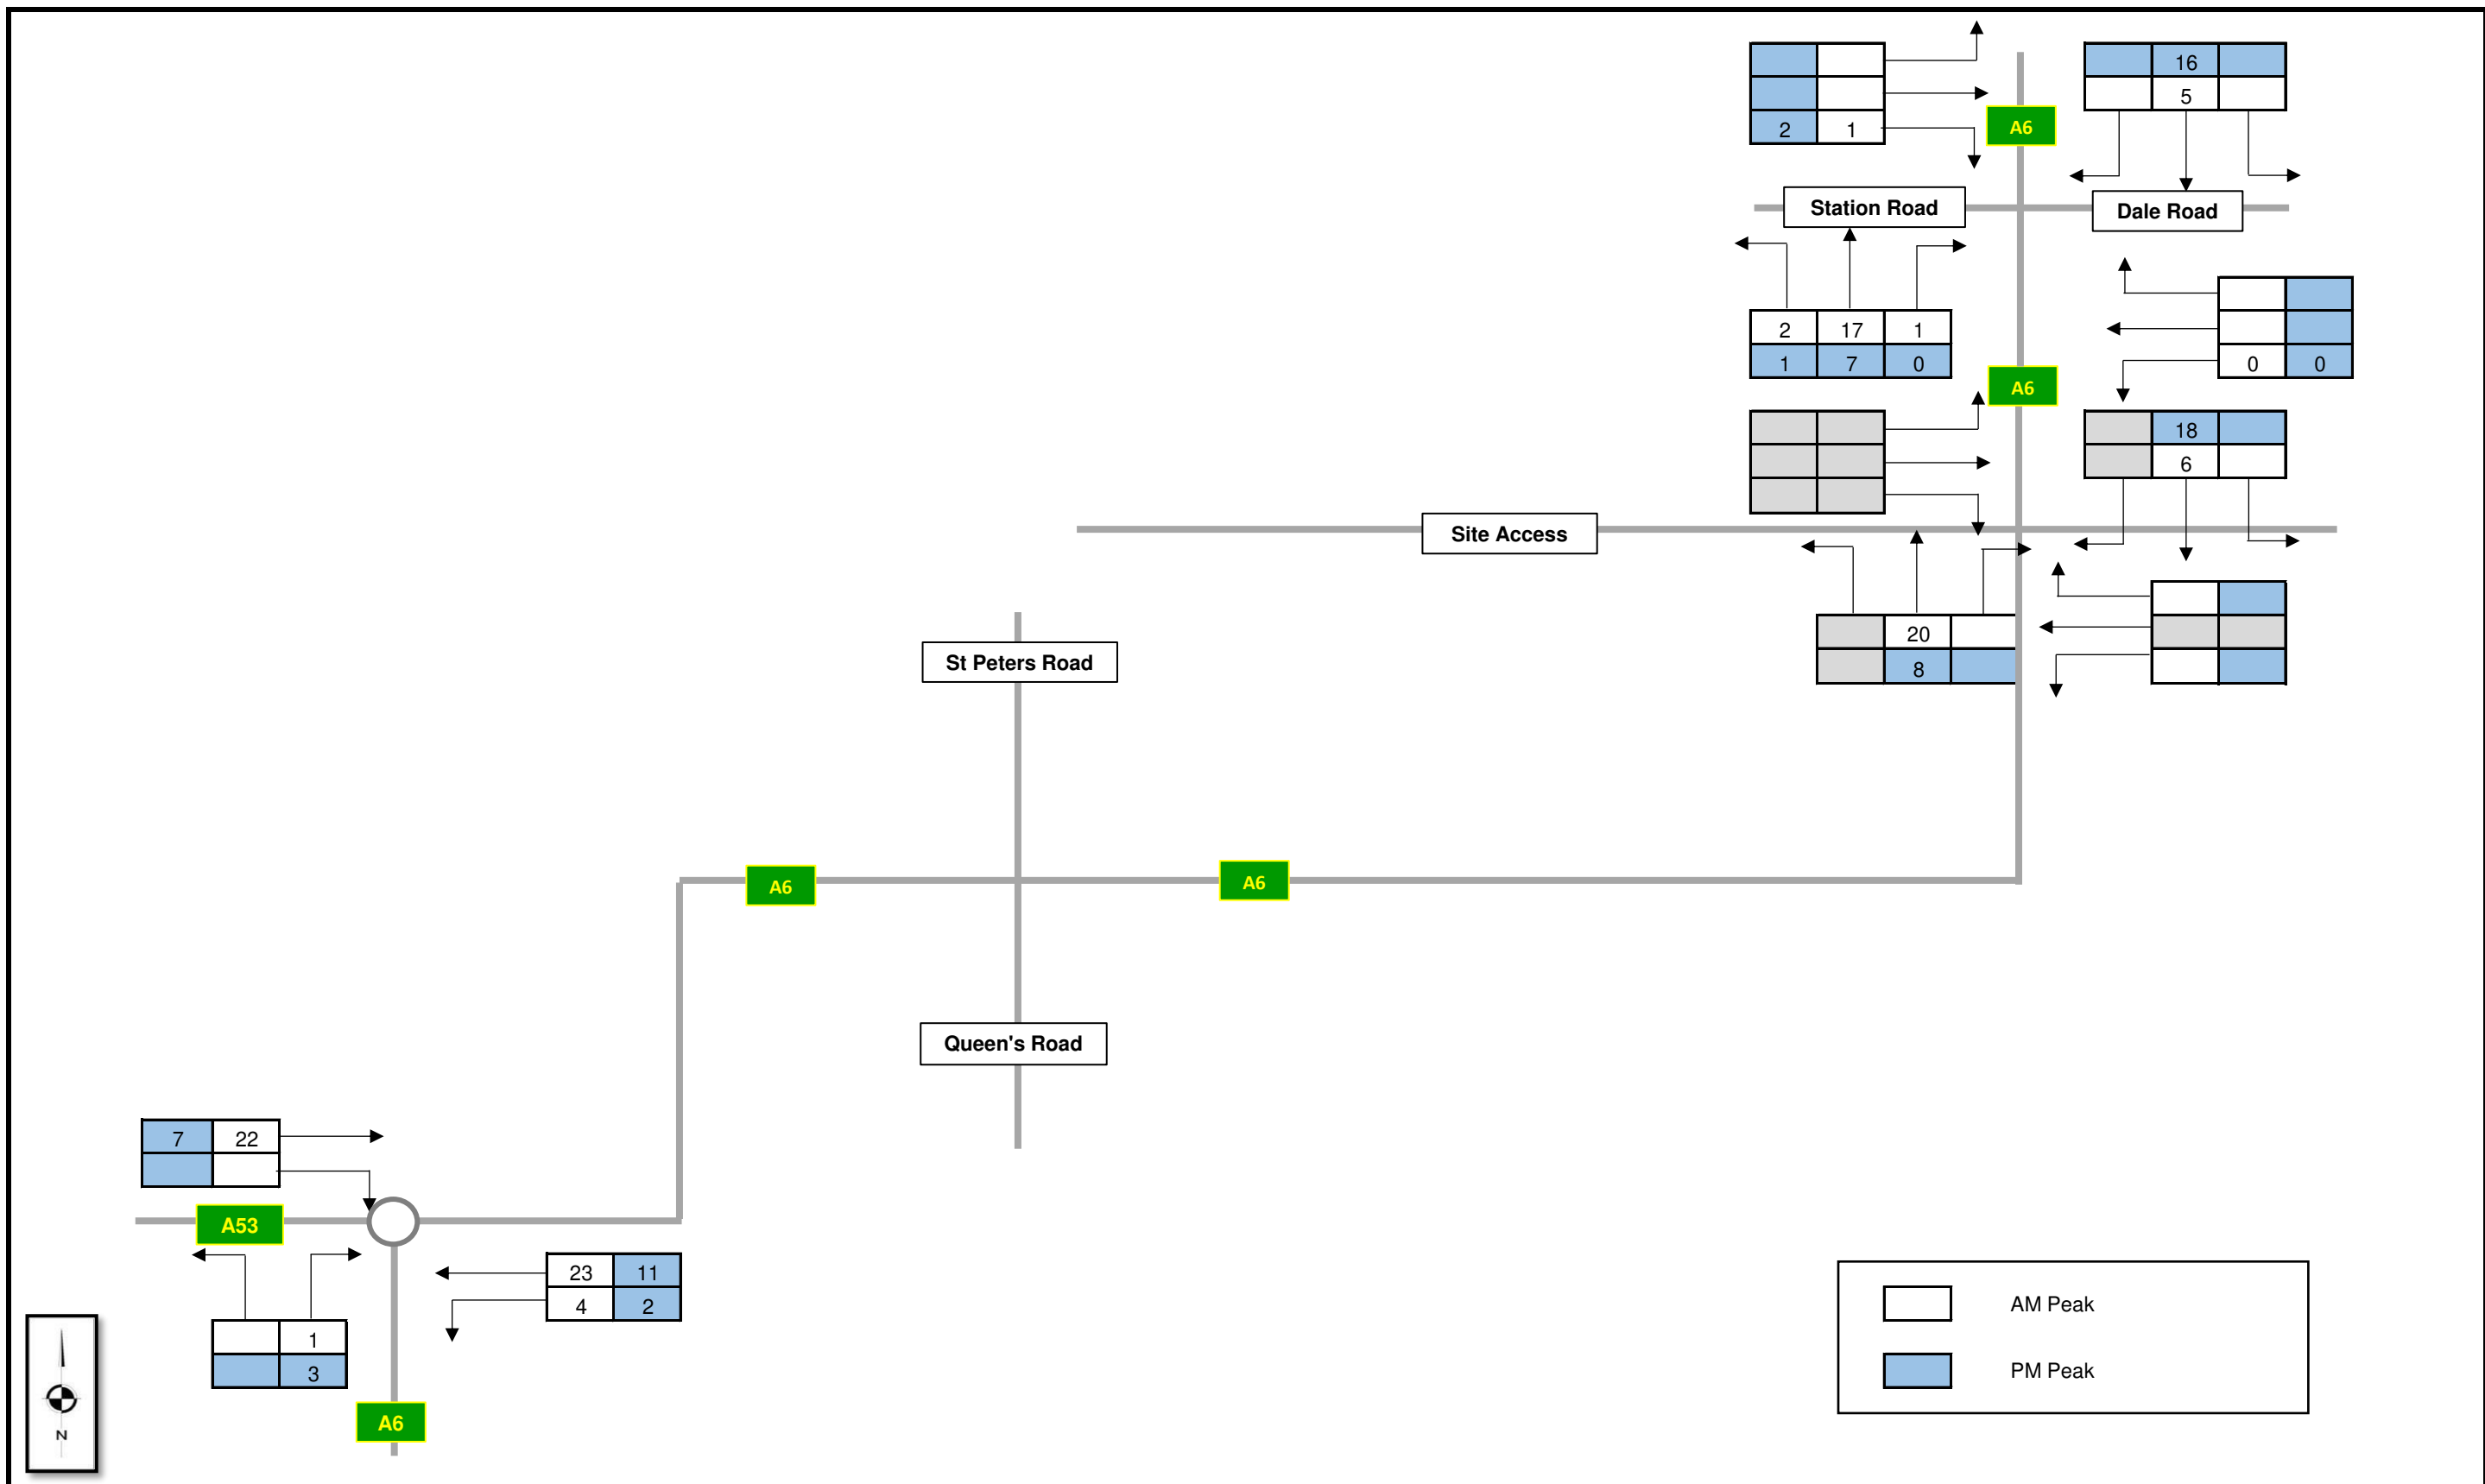 16
5
2 1
A6
Station Road
Dale Road
2 17 1
1 7 0
0 0
A6
18
6
Site Access
20
8
St Peters Road
A6
A6
Queen's Road
7 22
A53
23 11
4 2
1
3
A6
N
AM Peak
PM Peak